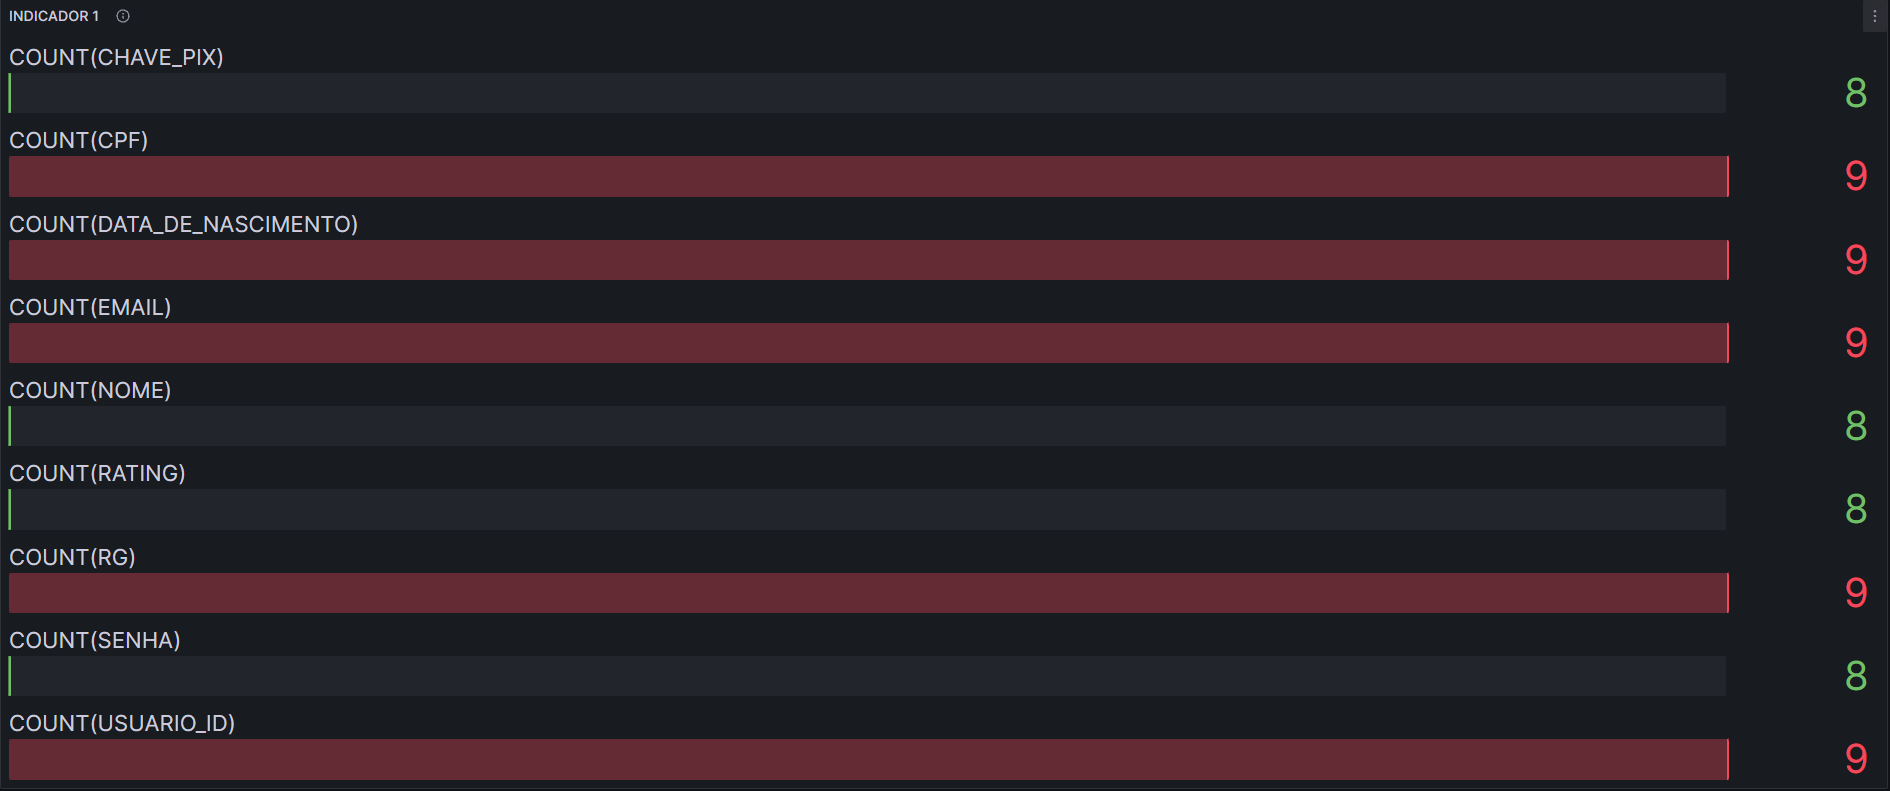 INDICADOR 1
COUNT(CHAVE_PIX)
8
COUNT(CPF)
9
COUNT(DATA_DE_NASCIMENTO)
9
COUNT(EMAIL)
9
COUNT(NOME)
8
COUNT(RATING)
8
COUNT(RG)
9
COUNT(SENHA)
8
COUNT(USUARIO_ID)
9